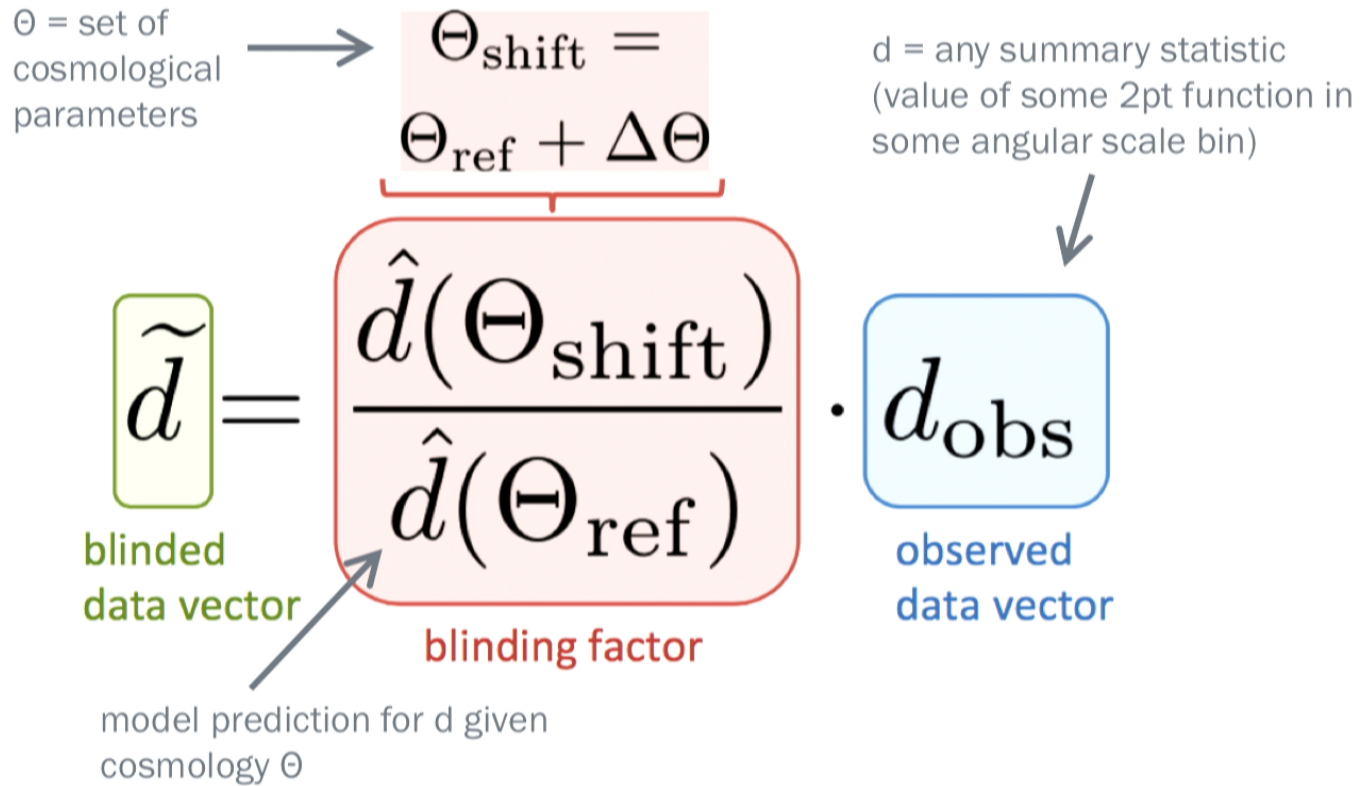 Θ = set of
cosmological
parameters
Θshift =
Θref + ΔΘ
d = any summary statistic
(value of some 2pt function in
some angular scale bin)
d̃ = d̂(Θshift) / d̂(Θref) · dobs
blinded
data vector
blinding factor
observed
data vector
model prediction for d given
cosmology Θ